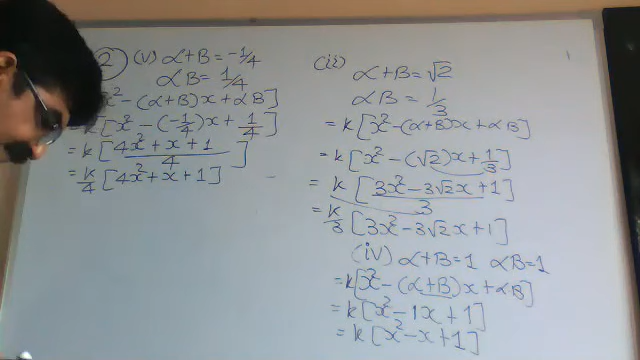 2 (v) α+β = -1/4
αβ = 1/4
x² - (α+β)x + αβ]
k[x² - (-1/4)x + 1/4]
= k[4x² + x + 1 / 4]
= k/4 [4x² + x + 1]
(ii) α+β = √2
αβ = 1/3
= k[x² - (α+β)x + αβ]
= k[x² - (√2)x + 1/3]
= k[3x² - 3√2x + 1 / 3]
= k/3 [3x² - 3√2x + 1]
(iv) α+β = 1 αβ = 1
= k[x² - (α+β)x + αβ]
= k[x² - 1x + 1]
= k[x² - x + 1]